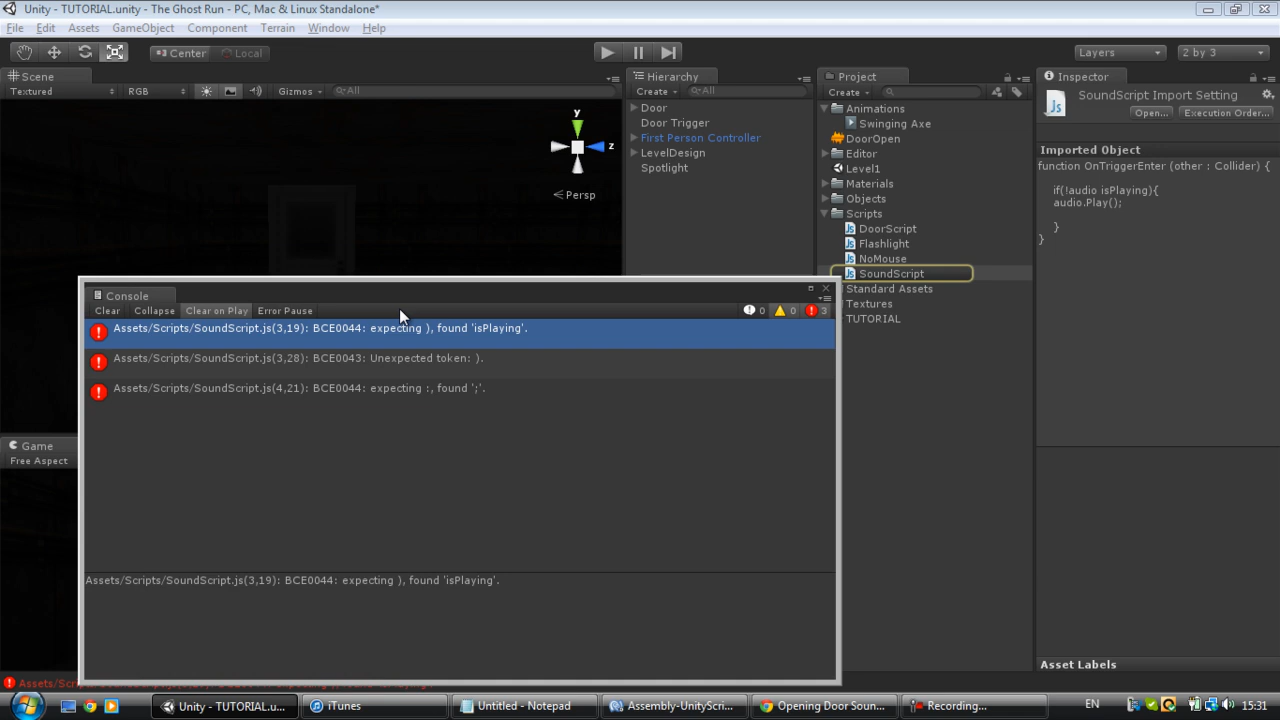 Unity - TUTORIAL.unity - The Ghost Run - PC, Mac & Linux Standalone*
File Edit Assets GameObject Component Terrain Window Help
Center Local Layers 2 by 3
Scene
Textured RGB Gizmos All
Persp
y
z
Hierarchy
Create All
Door
Door Trigger
First Person Controller
LevelDesign
Spotlight
Project
Create
Animations
Swinging Axe
DoorOpen
Editor
Level1
Materials
Objects
Scripts
DoorScript
Flashlight
NoMouse
SoundScript
Standard Assets
Textures
TUTORIAL
Inspector
SoundScript Import Setting
Open... Execution Order...
Imported Object
function OnTriggerEnter (other : Collider) {
if(!audio isPlaying){
audio.Play();
}
}
Asset Labels
Console
Clear Collapse Clear on Play Error Pause 0 0 3
Assets/Scripts/SoundScript.js(3,19): BCE0044: expecting ), found 'isPlaying'.
Assets/Scripts/SoundScript.js(3,28): BCE0043: Unexpected token: ).
Assets/Scripts/SoundScript.js(4,21): BCE0044: expecting :, found ';'.
Assets/Scripts/SoundScript.js(3,19): BCE0044: expecting ), found 'isPlaying'.
Game
Free Aspect
Unity - TUTORIAL.u... iTunes Untitled - Notepad Assembly-UnityScri... Opening Door Soun... Recording... EN 15:31